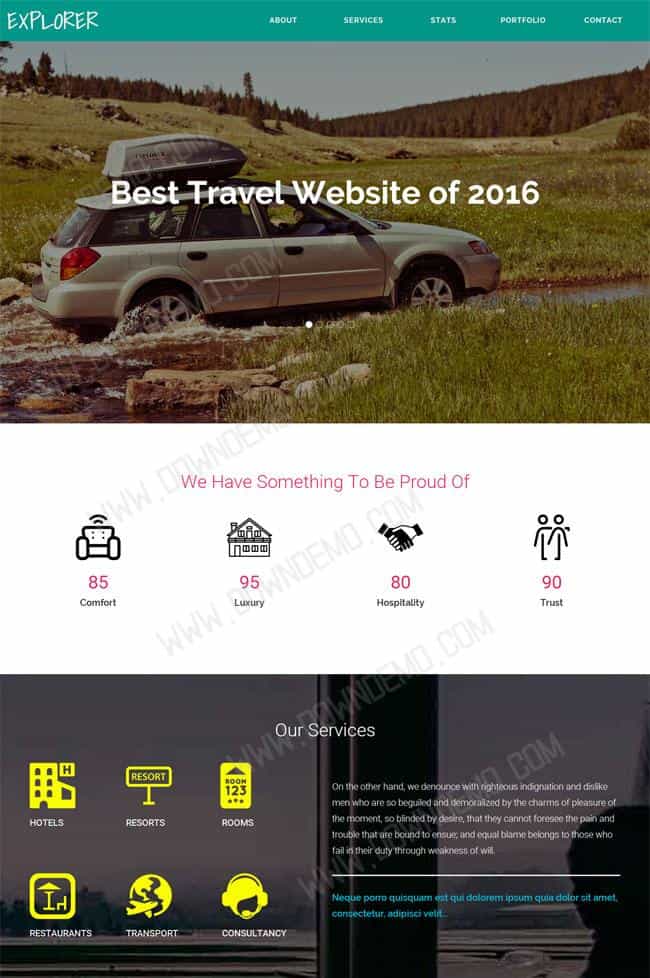 EXPLORER
ABOUT SERVICES STATS PORTFOLIO CONTACT
Best Travel Website of 2016
WWW.DOWNDEMO.COM
We Have Something To Be Proud Of
85 95 80 90
Comfort Luxury Hospitality Trust
WWW.DOWNDEMO.COM
Our Services
H RESORT ROOM
123
HOTELS RESORTS ROOMS
RESTAURANTS TRANSPORT CONSULTANCY
On the other hand, we denounce with righteous indignation and dislike
men who are so beguiled and demoralized by the charms of pleasure of
the moment, so blinded by desire, that they cannot foresee the pain and
trouble that are bound to ensue; and equal blame belongs to those who
fail in their duty through weakness of will.
Neque porro quisquam est qui dolorem ipsum quia dolor sit amet,
consectetur, adipisci velit...
WWW.DOWNDEMO.COM
WWW.DOWNDEMO.COM